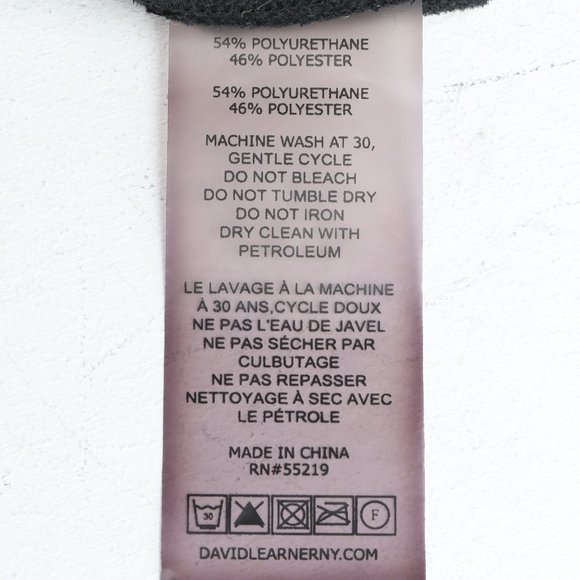 54% POLYURETHANE
46% POLYESTER
54% POLYURETHANE
46% POLYESTER
MACHINE WASH AT 30,
GENTLE CYCLE
DO NOT BLEACH
DO NOT TUMBLE DRY
DO NOT IRON
DRY CLEAN WITH
PETROLEUM
LE LAVAGE À LA MACHINE
À 30 ANS,CYCLE DOUX
NE PAS L'EAU DE JAVEL
NE PAS SÉCHER PAR
CULBUTAGE
NE PAS REPASSER
NETTOYAGE À SEC AVEC
LE PÉTROLE
MADE IN CHINA
RN#55219
30 F
DAVIDLEARNERNY.COM